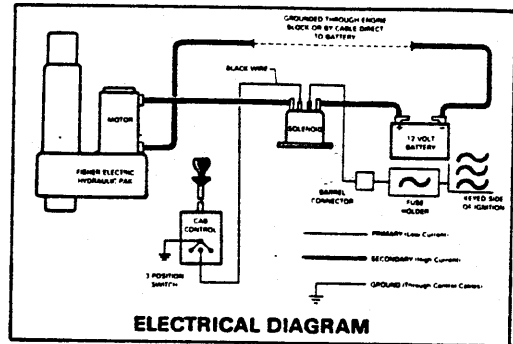 GROUNDED THROUGH ENGINE
BLOCK OR BY CABLE DIRECT
TO BATTERY
BLACK WIRE
MOTOR
SOLENOID
+ -
12 VOLT
BATTERY
FISHER ELECTRIC
HYDRAULIC PAK
BARREL
CONNECTOR
FUSE
HOLDER
KEYED SIDE
OF IGNITION
CAB
CONTROL
3 POSITION
SWITCH
PRIMARY (Low Current)
SECONDARY (High Current)
GROUND (Through Control Cables)
ELECTRICAL DIAGRAM